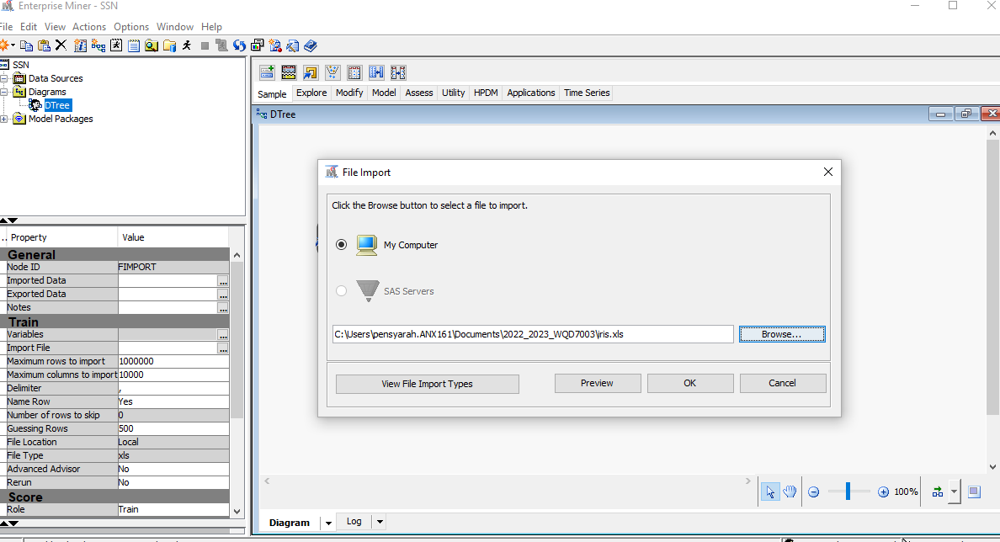 Enterprise Miner - SSN
File Edit View Actions Options Window Help
SSN
Data Sources
Diagrams
DTree
Model Packages
.. Property Value
General
Node ID FIMPORT
Imported Data ...
Exported Data ...
Notes ...
Train
Variables ...
Import File ...
Maximum rows to import 1000000
Maximum columns to import 10000
Delimiter ,
Name Row Yes
Number of rows to skip 0
Guessing Rows 500
File Location Local
File Type xls
Advanced Advisor No
Rerun No
Score
Role Train
Sample Explore Modify Model Assess Utility HPDM Applications Time Series
DTree
File Import
Click the Browse button to select a file to import.
My Computer
SAS Servers
C:\Users\pensyarah.ANX161\Documents\2022_2023_WQD7003\iris.xls Browse...
View File Import Types Preview OK Cancel
100%
Diagram Log